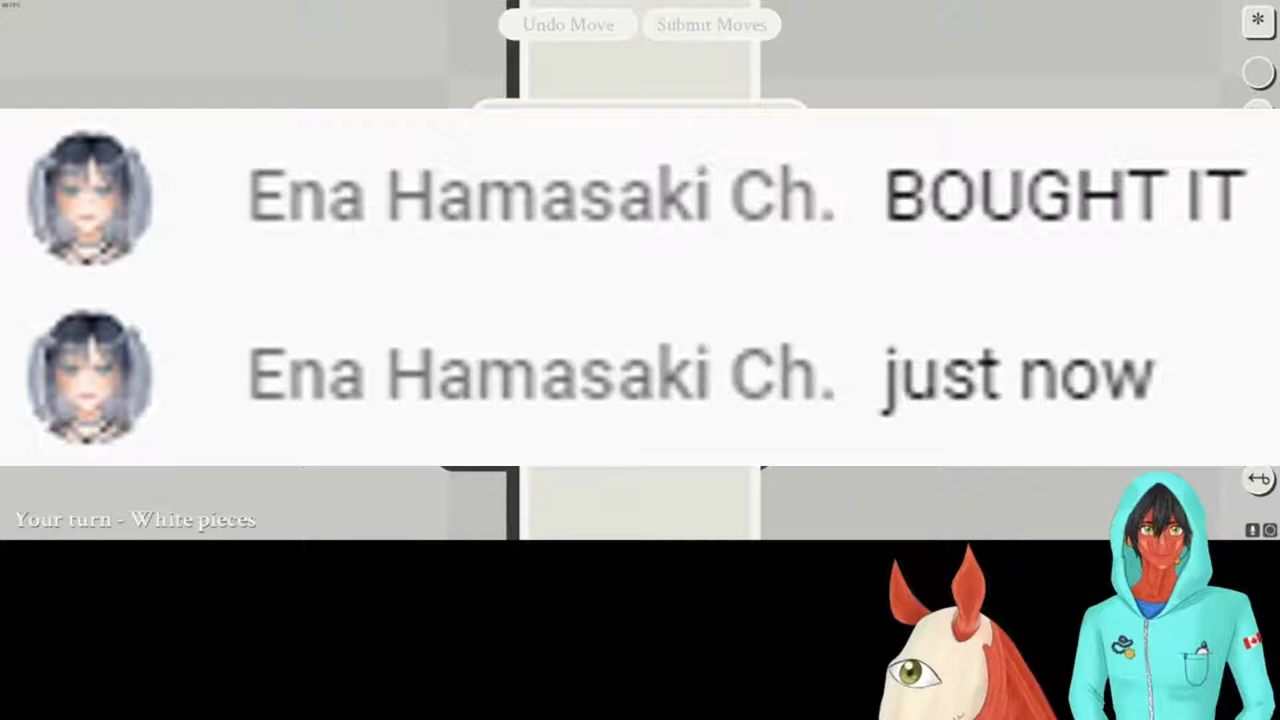 Undo Move Submit Moves
*
Ena Hamasaki Ch. BOUGHT IT
Ena Hamasaki Ch. just now
Your turn - White pieces